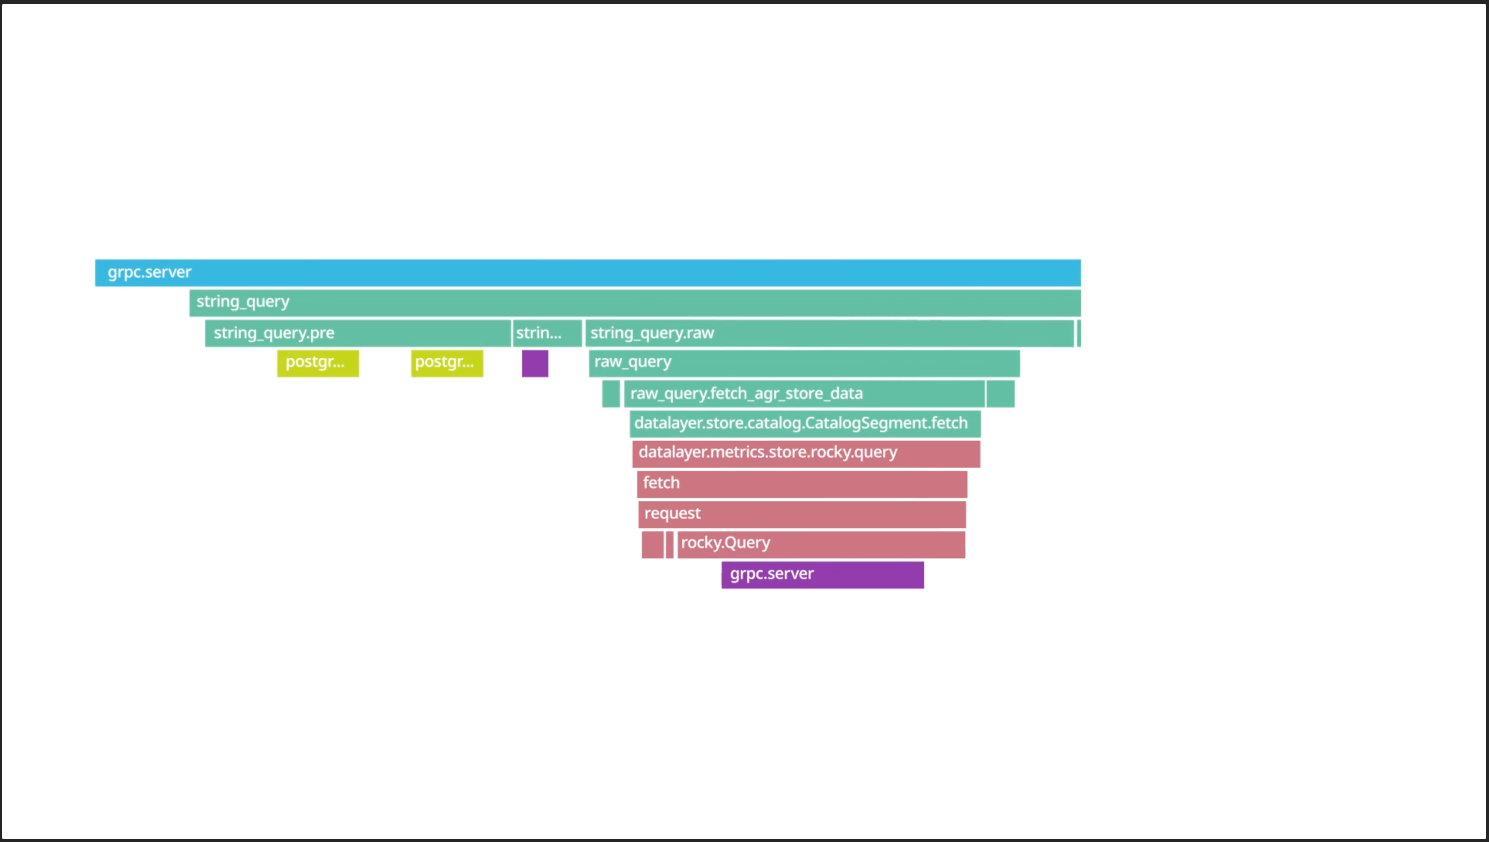 grpc.server
string_query
string_query.pre
strin...
string_query.raw
postgr...
postgr...
raw_query
raw_query.fetch_agr_store_data
datalayer.store.catalog.CatalogSegment.fetch
datalayer.metrics.store.rocky.query
fetch
request
rocky.Query
grpc.server